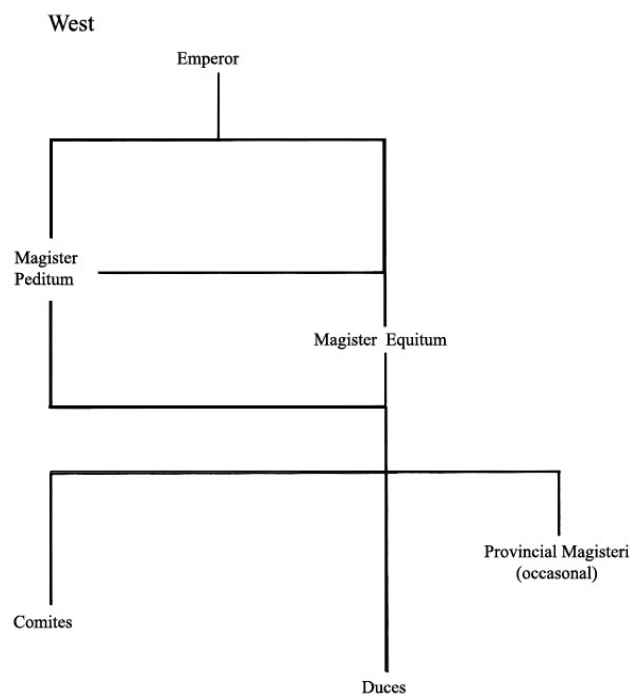 West
Emperor
Magister
Peditum
Magister Equitum
Provincial Magisteri
(occasonal)
Comites
Duces